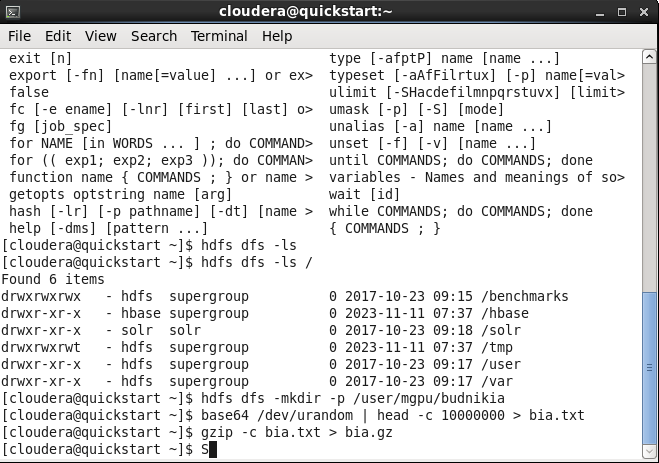 cloudera@quickstart:~
File Edit View Search Terminal Help
exit [n] type [-afptP] name [name ...]
export [-fn] [name[=value] ...] or ex> typeset [-aAfFilrtux] [-p] name[=val>
false ulimit [-SHacdefilmnpqrstuvx] [limit>
fc [-e ename] [-lnr] [first] [last] o> umask [-p] [-S] [mode]
fg [job_spec] unalias [-a] name [name ...]
for NAME [in WORDS ... ] ; do COMMAND> unset [-f] [-v] [name ...]
for (( exp1; exp2; exp3 )); do COMMAN> until COMMANDS; do COMMANDS; done
function name { COMMANDS ; } or name > variables - Names and meanings of so>
getopts optstring name [arg] wait [id]
hash [-lr] [-p pathname] [-dt] [name > while COMMANDS; do COMMANDS; done
help [-dms] [pattern ...] { COMMANDS ; }
[cloudera@quickstart ~]$ hdfs dfs -ls
[cloudera@quickstart ~]$ hdfs dfs -ls /
Found 6 items
drwxrwxrwx - hdfs supergroup 0 2017-10-23 09:15 /benchmarks
drwxr-xr-x - hbase supergroup 0 2023-11-11 07:37 /hbase
drwxr-xr-x - solr solr 0 2017-10-23 09:18 /solr
drwxrwxrwt - hdfs supergroup 0 2023-11-11 07:37 /tmp
drwxr-xr-x - hdfs supergroup 0 2017-10-23 09:17 /user
drwxr-xr-x - hdfs supergroup 0 2017-10-23 09:17 /var
[cloudera@quickstart ~]$ hdfs dfs -mkdir -p /user/mgpu/budnikia
[cloudera@quickstart ~]$ base64 /dev/urandom | head -c 10000000 > bia.txt
[cloudera@quickstart ~]$ gzip -c bia.txt > bia.gz
[cloudera@quickstart ~]$ S